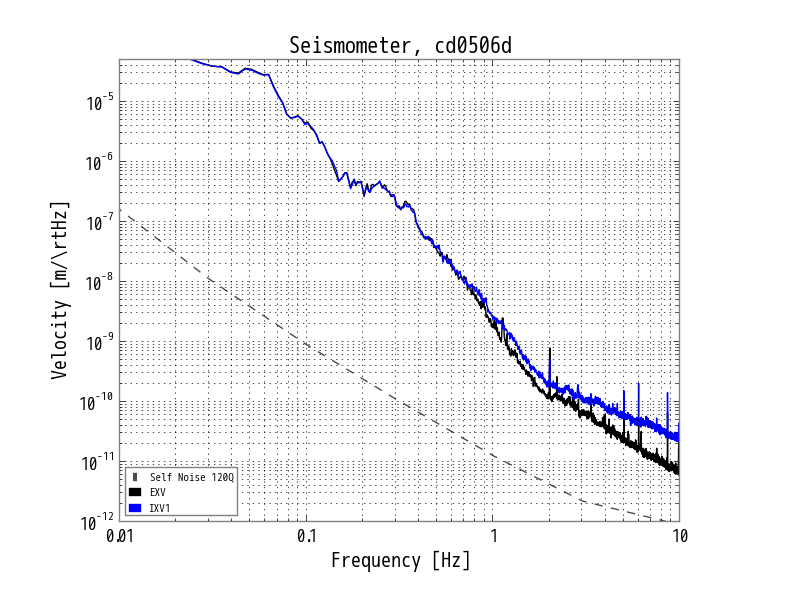 Seismometer, cd0506d
Velocity [m/\rtHz]
10^-5
10^-6
10^-7
10^-8
10^-9
10^-10
10^-11
10^-12
Self Noise 120Q
EXV
IXV1
0.01 0.1 1 10
Frequency [Hz]